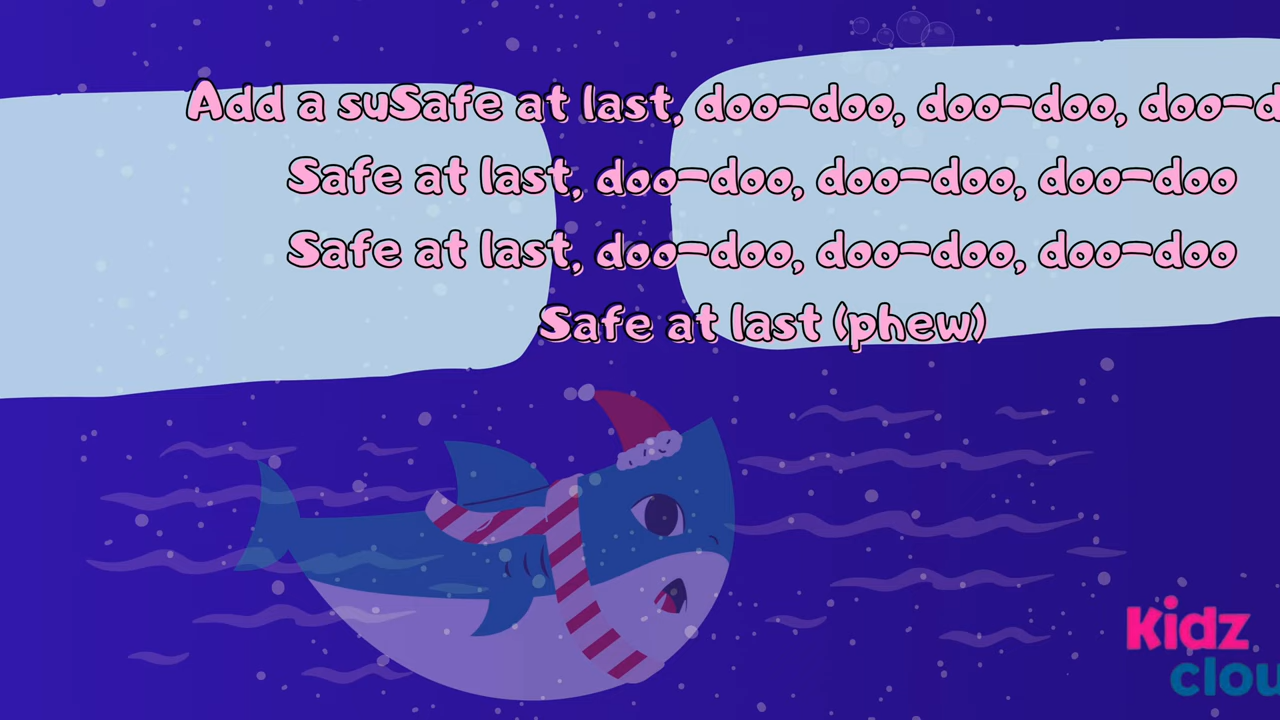 Add a suSafe at last, doo-doo, doo-doo, doo-d
Safe at last, doo-doo, doo-doo, doo-doo
Safe at last, doo-doo, doo-doo, doo-doo
Safe at last (phew)
Kidz
clou